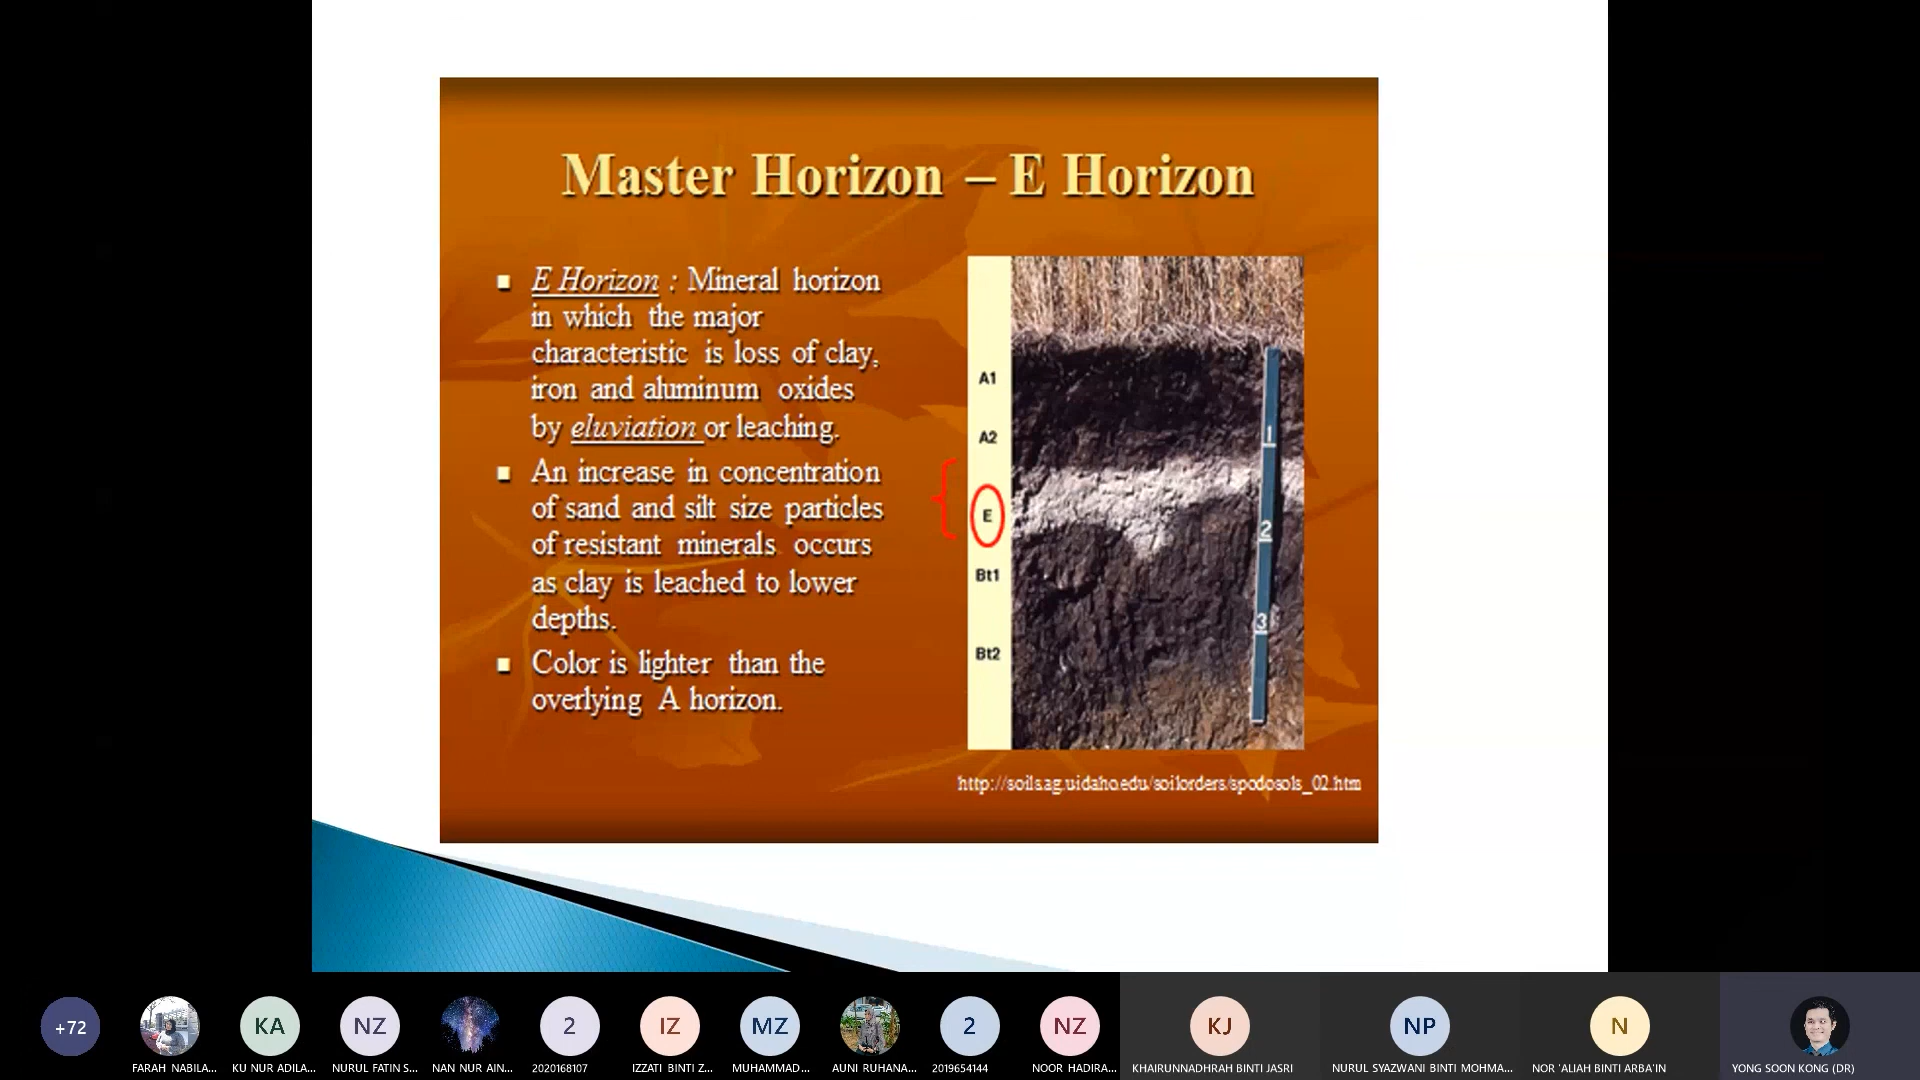 Master Horizon – E Horizon
E Horizon : Mineral horizon
in which the major
characteristic is loss of clay,
iron and aluminum oxides
by eluviation or leaching.
An increase in concentration
of sand and silt size particles
of resistant minerals occurs
as clay is leached to lower
depths.
Color is lighter than the
overlying A horizon.
A1
A2
E
Bt1
Bt2
1
2
3
http://soils.ag.uidaho.edu/soilorders/spodosols_02.htm
+72
KA
NZ
2
IZ
MZ
2
NZ
KJ
NP
N
FARAH NABILA...
KU NUR ADILA...
NURUL FATIN S...
NAN NUR AIN...
2020168107
IZZATI BINTI Z...
MUHAMMAD...
AUNI RUHANA...
2019654144
NOOR HADIRA...
KHAIRUNNADHRAH BINTI JASRI
NURUL SYAZWANI BINTI MOHMA...
NOR 'ALIAH BINTI ARBA'IN
YONG SOON KONG (DR)